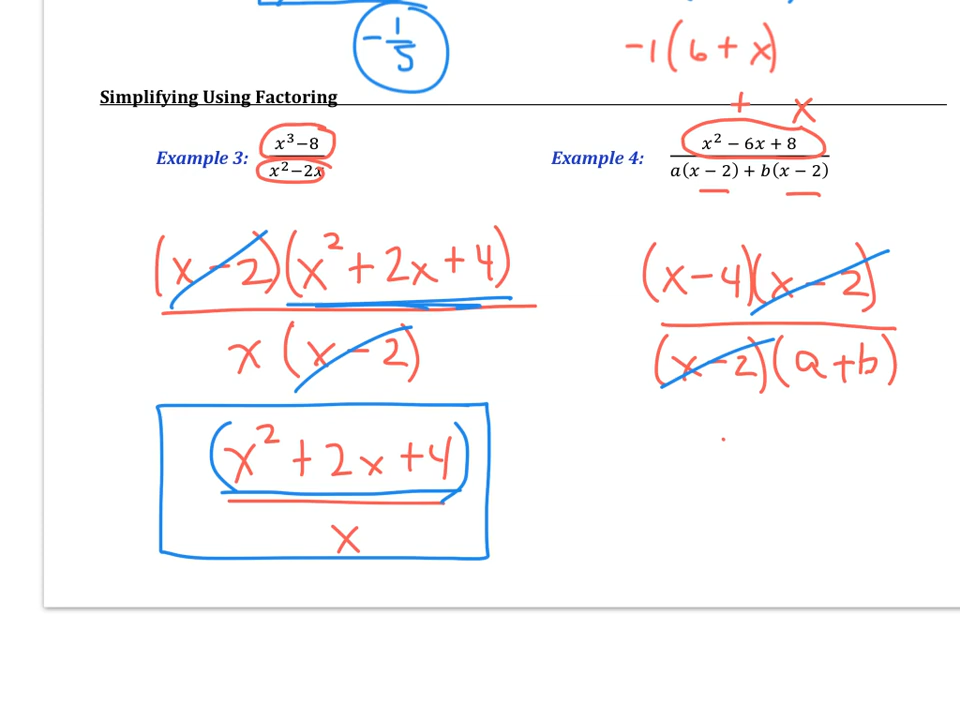 -1/5
-1(6 + x)
Simplifying Using Factoring
+ x
Example 3: x³−8 / x²−2x
Example 4: x² − 6x + 8 / a(x − 2) + b(x − 2)
(x-2)(x²+2x+4) / x(x-2)
(x-4)(x-2) / (x-2)(a+b)
(x²+2x+4) / x